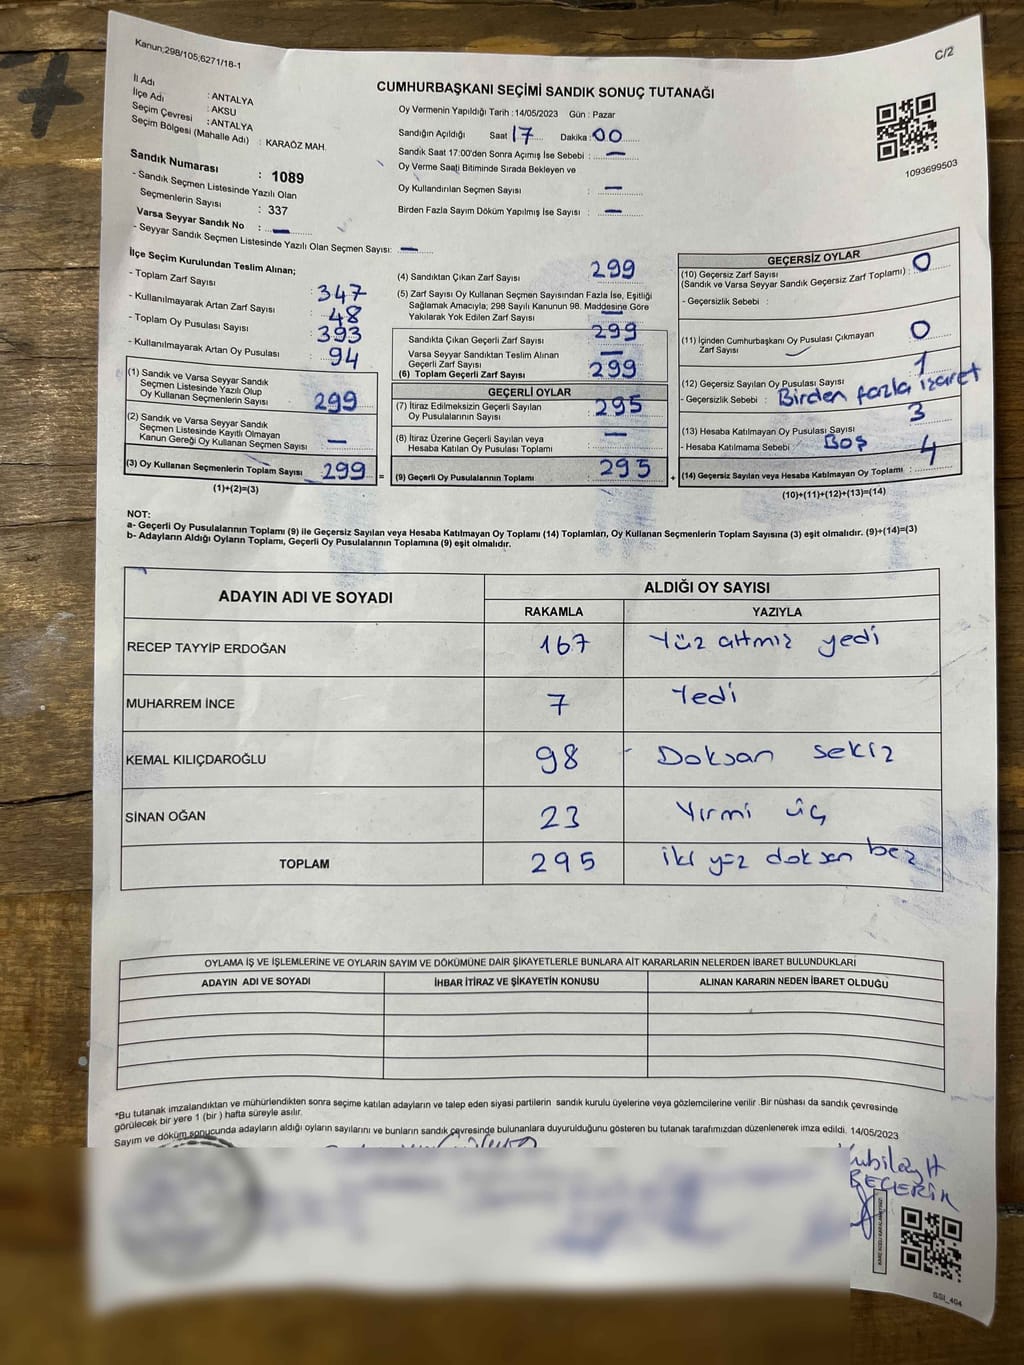 Kanun;298/105;6271/18-1
C/2
CUMHURBAŞKANI SEÇİMİ SANDIK SONUÇ TUTANAĞI
İl Adı : ANTALYA
İlçe Adı : AKSU
Seçim Çevresi : ANTALYA
Seçim Bölgesi (Mahalle Adı) : KARAÖZ MAH.
Sandık Numarası : 1089
- Sandık Seçmen Listesinde Yazılı Olan
Seçmenlerin Sayısı : 337
Varsa Seyyar Sandık No : —
- Seyyar Sandık Seçmen Listesinde Yazılı Olan Seçmen Sayısı: —
Oy Vermenin Yapıldığı Tarih : 14/05/2023 Gün : Pazar
Sandığın Açıldığı Saat 17 Dakika : 00
Sandık Saat 17:00'den Sonra Açımış İse Sebebi : —
Oy Verme Saati Bitiminde Sırada Bekleyen ve
Oy Kullandırılan Seçmen Sayısı : —
Birden Fazla Sayım Döküm Yapılmış İse Sayısı : —
1093699503
İlçe Seçim Kurulundan Teslim Alınan;
- Toplam Zarf Sayısı : 347
- Kullanılmayarak Artan Zarf Sayısı : 48
- Toplam Oy Pusulası Sayısı : 393
- Kullanılmayarak Artan Oy Pusulası : 94
(1) Sandık ve Varsa Seyyar Sandık
Seçmen Listesinde Yazılı Olup
Oy Kullanan Seçmenlerin Sayısı : 299
(2) Sandık ve Varsa Seyyar Sandık
Seçmen Listesinde Kayıtlı Olmayan
Kanun Gereği Oy Kullanan Seçmen Sayısı : —
(3) Oy Kullanan Seçmenlerin Toplam Sayısı : 299 =
(1)+(2)=(3)
(4) Sandıktan Çıkan Zarf Sayısı : 299
(5) Zarf Sayısı Oy Kullanan Seçmen Sayısından Fazla İse, Eşitliği
Sağlamak Amacıyla; 298 Sayılı Kanunun 98. Maddesine Göre
Yakılarak Yok Edilen Zarf Sayısı : —
Sandıkta Çıkan Geçerli Zarf Sayısı : 299
Varsa Seyyar Sandıktan Teslim Alınan
Geçerli Zarf Sayısı : —
(6) Toplam Geçerli Zarf Sayısı : 299
GEÇERLİ OYLAR
(7) İtiraz Edilmeksizin Geçerli Sayılan
Oy Pusulalarının Sayısı : 295
(8) İtiraz Üzerine Geçerli Sayılan veya
Hesaba Katılan Oy Pusulası Toplamı : —
(9) Geçerli Oy Pusulalarının Toplamı : 295 +
GEÇERSİZ OYLAR
(10) Geçersiz Zarf Sayısı
(Sandık ve Varsa Seyyar Sandık Geçersiz Zarf Toplamı) : 0
- Geçersizlik Sebebi :
(11) İçinden Cumhurbaşkanı Oy Pusulası Çıkmayan
Zarf Sayısı : 0
(12) Geçersiz Sayılan Oy Pusulası Sayısı : 1
- Geçersizlik Sebebi : Birden fazla işaret
(13) Hesaba Katılmayan Oy Pusulası Sayısı : 3
- Hesaba Katılmama Sebebi : Boş
(14) Geçersiz Sayılan veya Hesaba Katılmayan Oy Toplamı : 4
(10)+(11)+(12)+(13)=(14)
NOT:
a- Geçerli Oy Pusulalarının Toplamı (9) ile Geçersiz Sayılan veya Hesaba Katılmayan Oy Toplamı (14) Toplamları, Oy Kullanan Seçmenlerin Toplam Sayısına (3) eşit olmalıdır. (9)+(14)=(3)
b- Adayların Aldığı Oyların Toplamı, Geçerli Oy Pusulalarının Toplamına (9) eşit olmalıdır.
ADAYIN ADI VE SOYADI ALDIĞI OY SAYISI
RAKAMLA YAZIYLA
RECEP TAYYİP ERDOĞAN 167 Yüz altmış yedi
MUHARREM İNCE 7 Yedi
KEMAL KILIÇDAROĞLU 98 Doksan sekiz
SİNAN OĞAN 23 Yirmi üç
TOPLAM 295 iki yüz doksan beş
OYLAMA İŞ VE İŞLEMLERİNE VE OYLARIN SAYIM VE DÖKÜMÜNE DAİR ŞİKAYETLERLE BUNLARA AİT KARARLARIN NELERDEN İBARET BULUNDUKLARI
ADAYIN ADI VE SOYADI İHBAR İTİRAZ VE ŞİKAYETİN KONUSU ALINAN KARARIN NEDEN İBARET OLDUĞU
*Bu tutanak imzalandıktan ve mühürlendikten sonra seçime katılan adayların ve talep eden siyasi partilerin sandık kurulu üyelerine veya gözlemcilerine verilir .Bir nüshası da sandık çevresinde
görülecek bir yere 1 (bir ) hafta süreyle asılır.
Sayım ve döküm sonucunda adayların aldığı oyların sayılarını ve bunların sandık çevresinde bulunanlara duyurulduğunu gösteren bu tutanak tarafımızdan düzenlenerek imza edildi. 14/05/2023
SSI_404